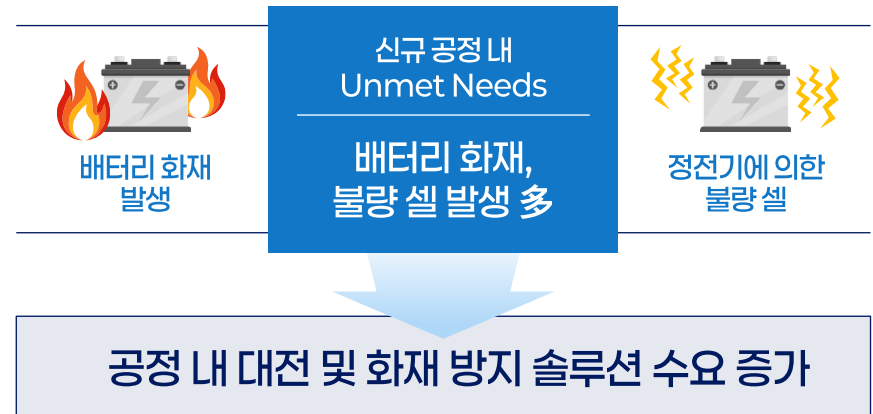 신규 공정 내
Unmet Needs
배터리 화재,
불량 셀 발생 多
배터리 화재
발생
정전기에 의한
불량 셀
공정 내 대전 및 화재 방지 솔루션 수요 증가